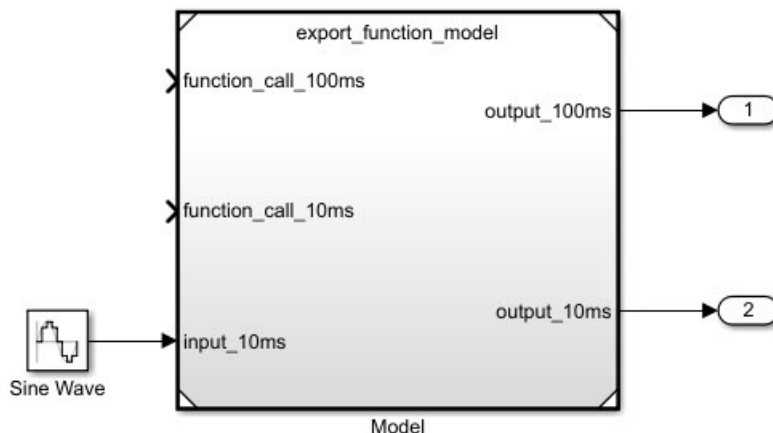 export_function_model
function_call_100ms
output_100ms
1
function_call_10ms
output_10ms
2
input_10ms
Sine Wave
Model